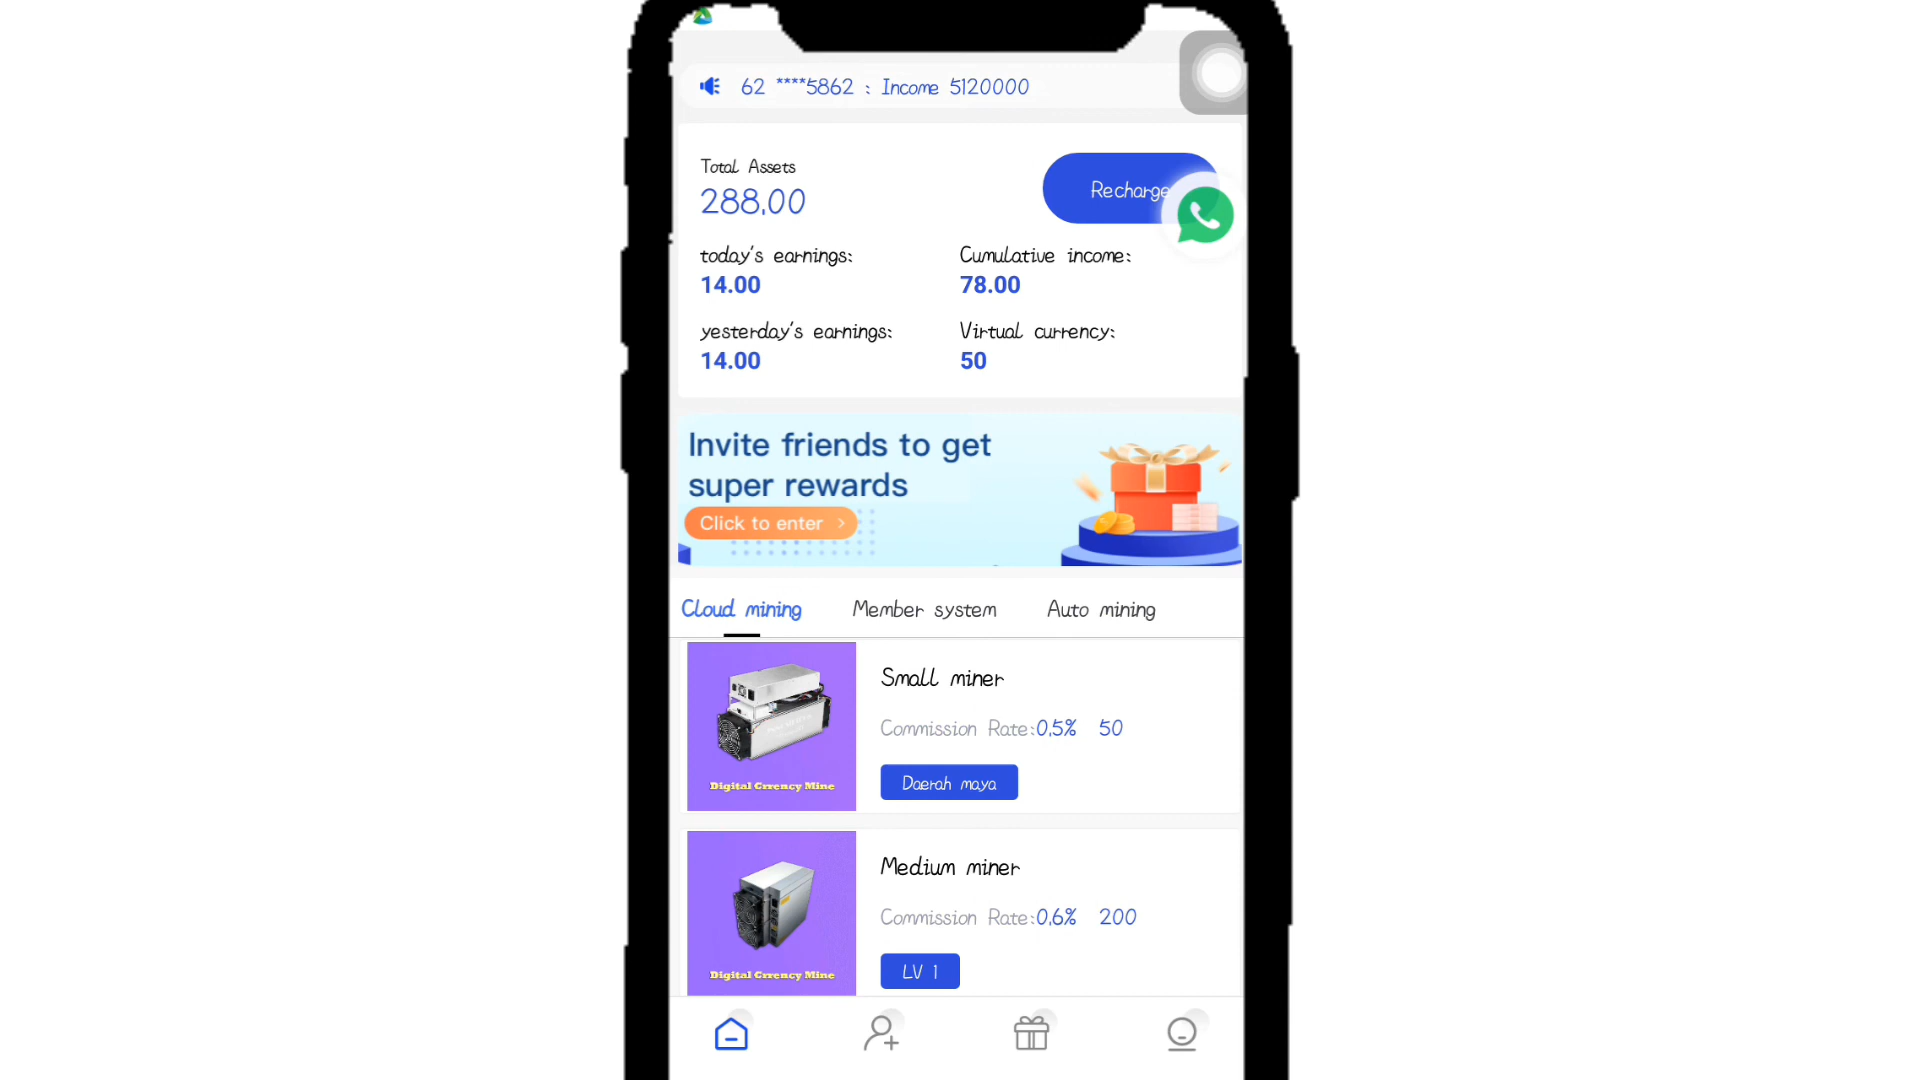 62 ****5862 : Income 5120000
Total Assets
288.00
Recharge
today's earnings:
14.00
Cumulative income:
78.00
yesterday's earnings:
14.00
Virtual currency:
50
Invite friends to get
super rewards
Click to enter >
Cloud mining
Member system
Auto mining
Small miner
Commission Rate:0.5% 50
Daerah maya
Digital Crrency Mine
Medium miner
Commission Rate:0.6% 200
LV 1
Digital Crrency Mine